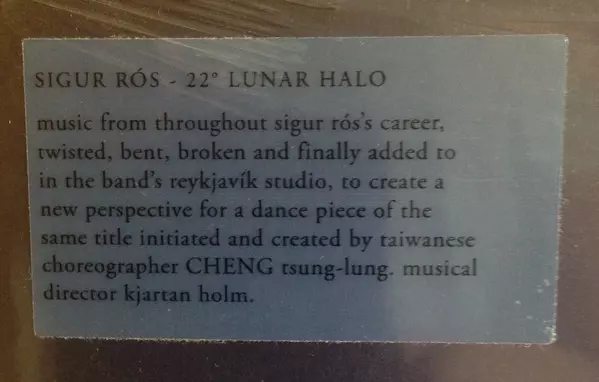 SIGUR RÓS - 22° LUNAR HALO
music from throughout sigur rós's career,
twisted, bent, broken and finally added to
in the band's reykjavík studio, to create a
new perspective for a dance piece of the
same title initiated and created by taiwanese
choreographer CHENG tsung-lung. musical
director kjartan holm.